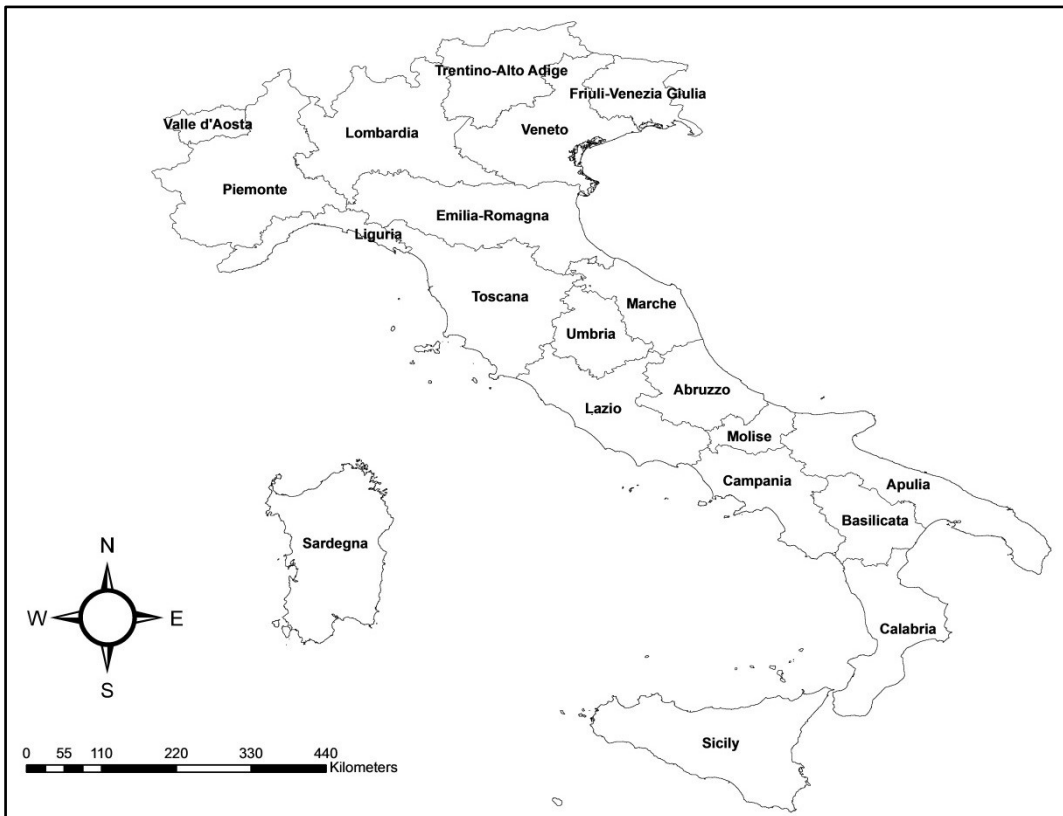 Trentino-Alto Adige
Friuli-Venezia Giulia
Valle d'Aosta
Lombardia
Veneto
Piemonte
Emilia-Romagna
Liguria
Toscana
Marche
Umbria
Abruzzo
Lazio
Molise
Campania
Apulia
Basilicata
Sardegna
N
W
E
S
Calabria
Sicily
0 55 110 220 330 440
Kilometers